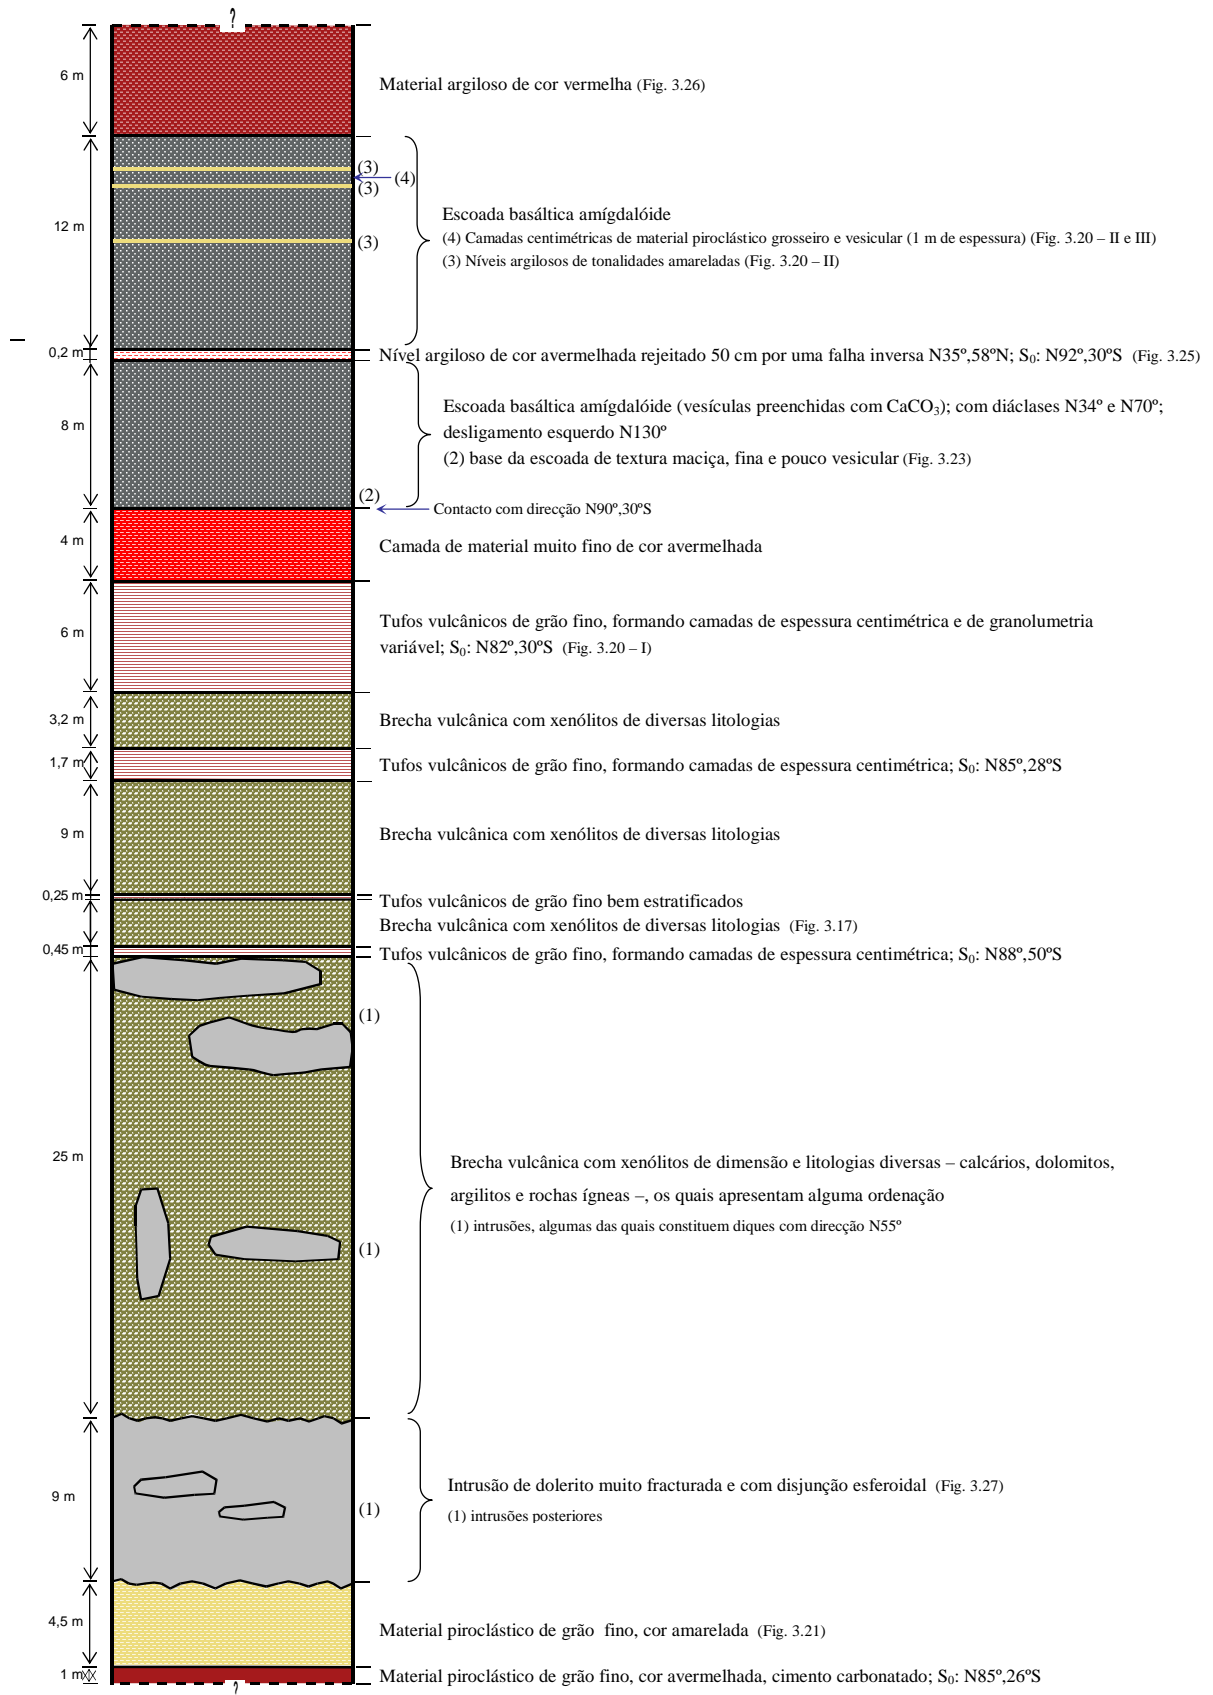 ?
6 m
Material argiloso de cor vermelha (Fig. 3.26)
(3)
(4)
(3)
12 m
(3)
Escoada basáltica amígdalóide
(4) Camadas centimétricas de material piroclástico grosseiro e vesicular (1 m de espessura) (Fig. 3.20 – II e III)
(3) Níveis argilosos de tonalidades amareladas (Fig. 3.20 – II)
0,2 m
Nível argiloso de cor avermelhada rejeitado 50 cm por uma falha inversa N35º,58ºN; S0: N92º,30ºS (Fig. 3.25)
8 m
Escoada basáltica amígdalóide (vesículas preenchidas com CaCO3); com diáclases N34º e N70º;
desligamento esquerdo N130º
(2) base da escoada de textura maciça, fina e pouco vesicular (Fig. 3.23)
(2)
Contacto com direcção N90º,30ºS
4 m
Camada de material muito fino de cor avermelhada
6 m
Tufos vulcânicos de grão fino, formando camadas de espessura centimétrica e de granolumetria
variável; S0: N82º,30ºS (Fig. 3.20 – I)
3,2 m
Brecha vulcânica com xenólitos de diversas litologias
1,7 m
Tufos vulcânicos de grão fino, formando camadas de espessura centimétrica; S0: N85º,28ºS
9 m
Brecha vulcânica com xenólitos de diversas litologias
0,25 m
Tufos vulcânicos de grão fino bem estratificados
Brecha vulcânica com xenólitos de diversas litologias (Fig. 3.17)
0,45 m
Tufos vulcânicos de grão fino, formando camadas de espessura centimétrica; S0: N88º,50ºS
(1)
25 m
Brecha vulcânica com xenólitos de dimensão e litologias diversas – calcários, dolomitos,
argilitos e rochas ígneas –, os quais apresentam alguma ordenação
(1) intrusões, algumas das quais constituem diques com direcção N55º
(1)
9 m
Intrusão de dolerito muito fracturada e com disjunção esferoidal (Fig. 3.27)
(1)
(1) intrusões posteriores
4,5 m
Material piroclástico de grão fino, cor amarelada (Fig. 3.21)
1 m
Material piroclástico de grão fino, cor avermelhada, cimento carbonatado; S0: N85º,26ºS
?